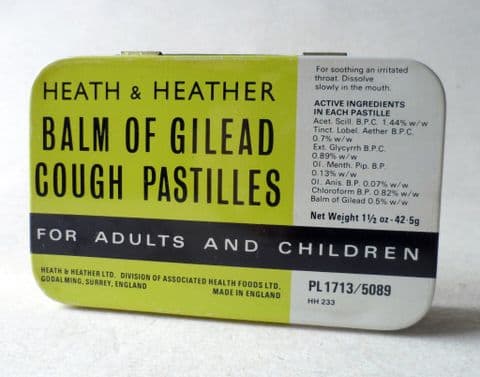 HEATH & HEATHER
BALM OF GILEAD
COUGH PASTILLES
For soothing an irritated
throat. Dissolve
slowly in the mouth.
ACTIVE INGREDIENTS
IN EACH PASTILLE
Acet. Scill. B.P.C. 1.44% w/w
Tinct. Lobel. Aether B.P.C.
0.7% w/w
Ext. Glycyrrh B.P.C.
0.89% w/w
Ol. Menth. Pip. B.P.
0.13% w/w
Ol. Anis. B.P. 0.07% w/w
Chloroform B.P. 0.82% w/w
Balm of Gilead 0.5% w/w
Net Weight 1½ oz - 42·5g
FOR ADULTS AND CHILDREN
HEATH & HEATHER LTD. DIVISION OF ASSOCIATED HEALTH FOODS LTD.
GODALMING, SURREY, ENGLAND MADE IN ENGLAND
PL1713/5089
HH 233